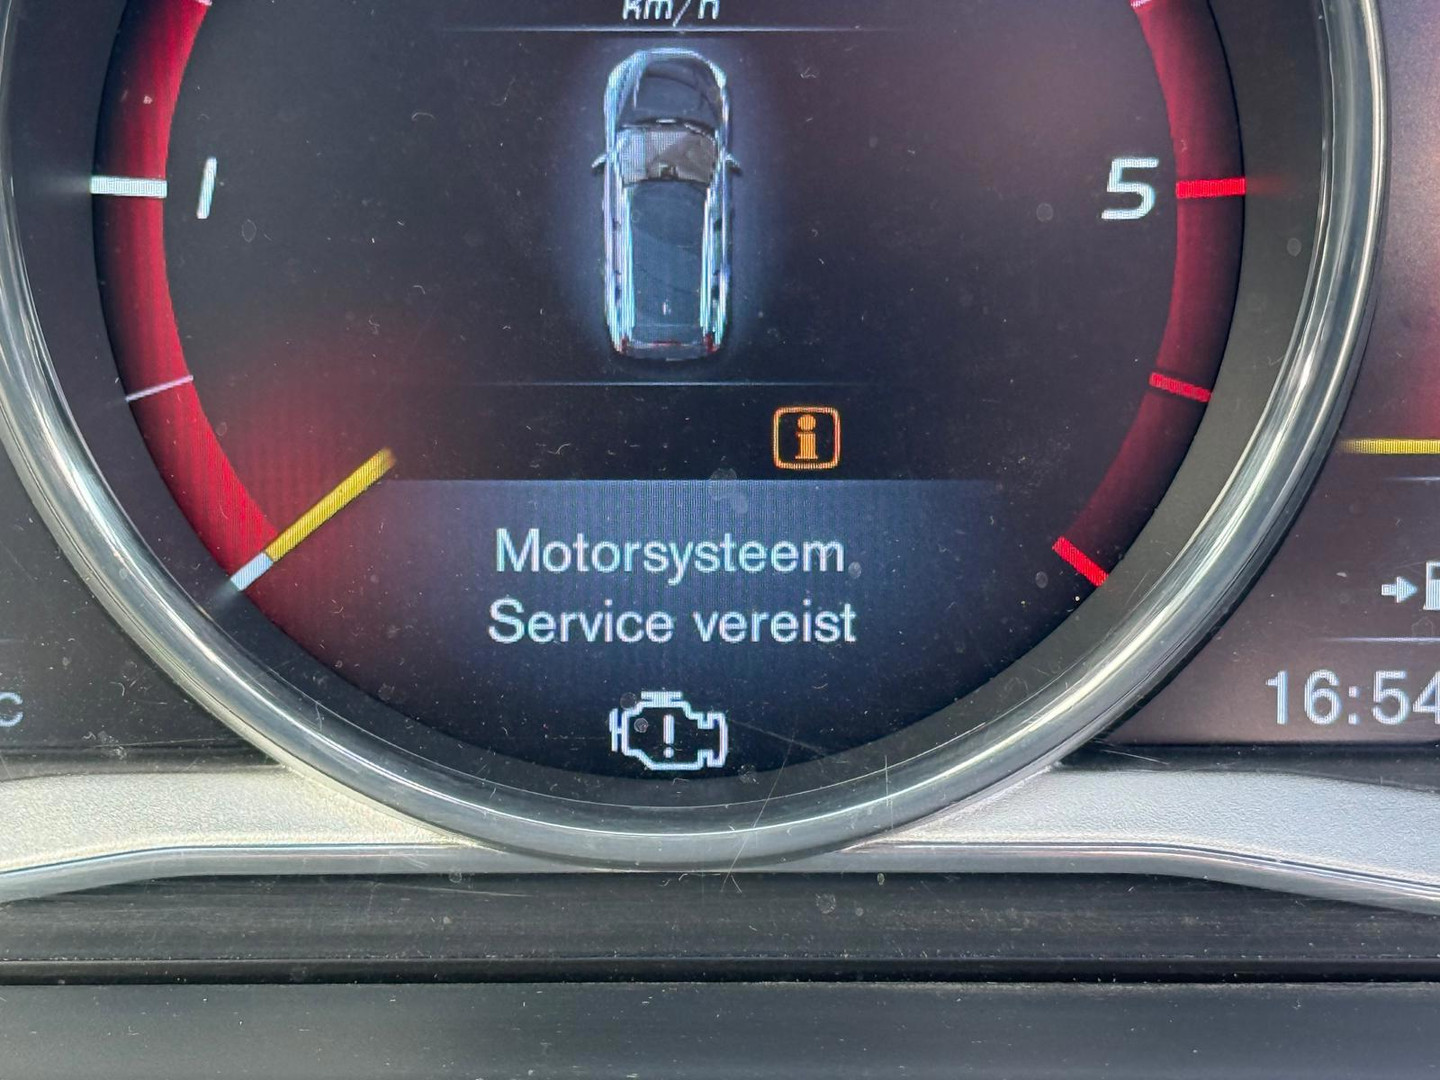 km/h
1
5
i
Motorsysteem
Service vereist
!
16:54
C